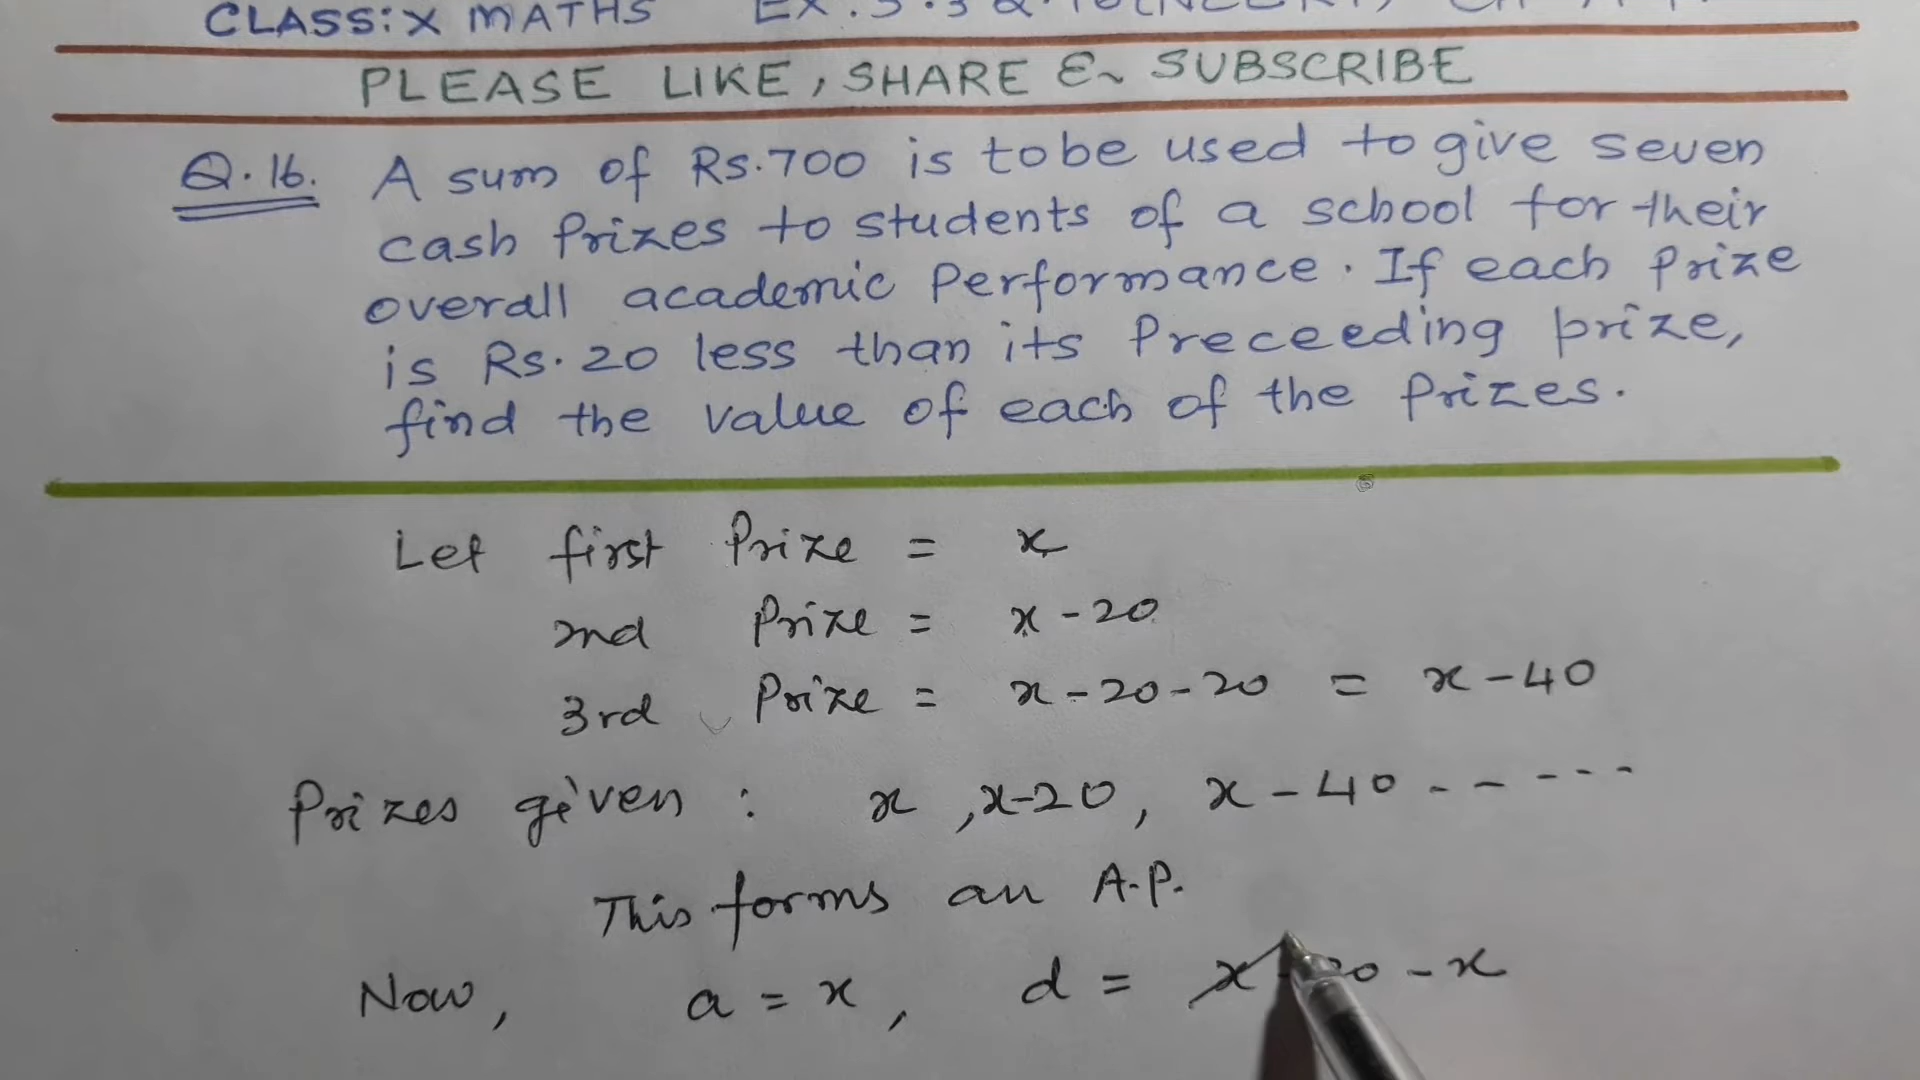 CLASS: X MATHS EX.
PLEASE LIKE, SHARE & SUBSCRIBE
Q.16. A sum of Rs.700 is to be used to give seven
cash Prizes to students of a school for their
overall academic Performance. If each Prize
is Rs.20 less than its Preceeding prize,
find the value of each of the Prizes.
Let first Prize = x
2nd Prize = x - 20
3rd Prize = x - 20 - 20 = x - 40
Prizes given : x , x-20, x - 40 ------
This forms an A.P.
Now, a = x , d = x 0 - x